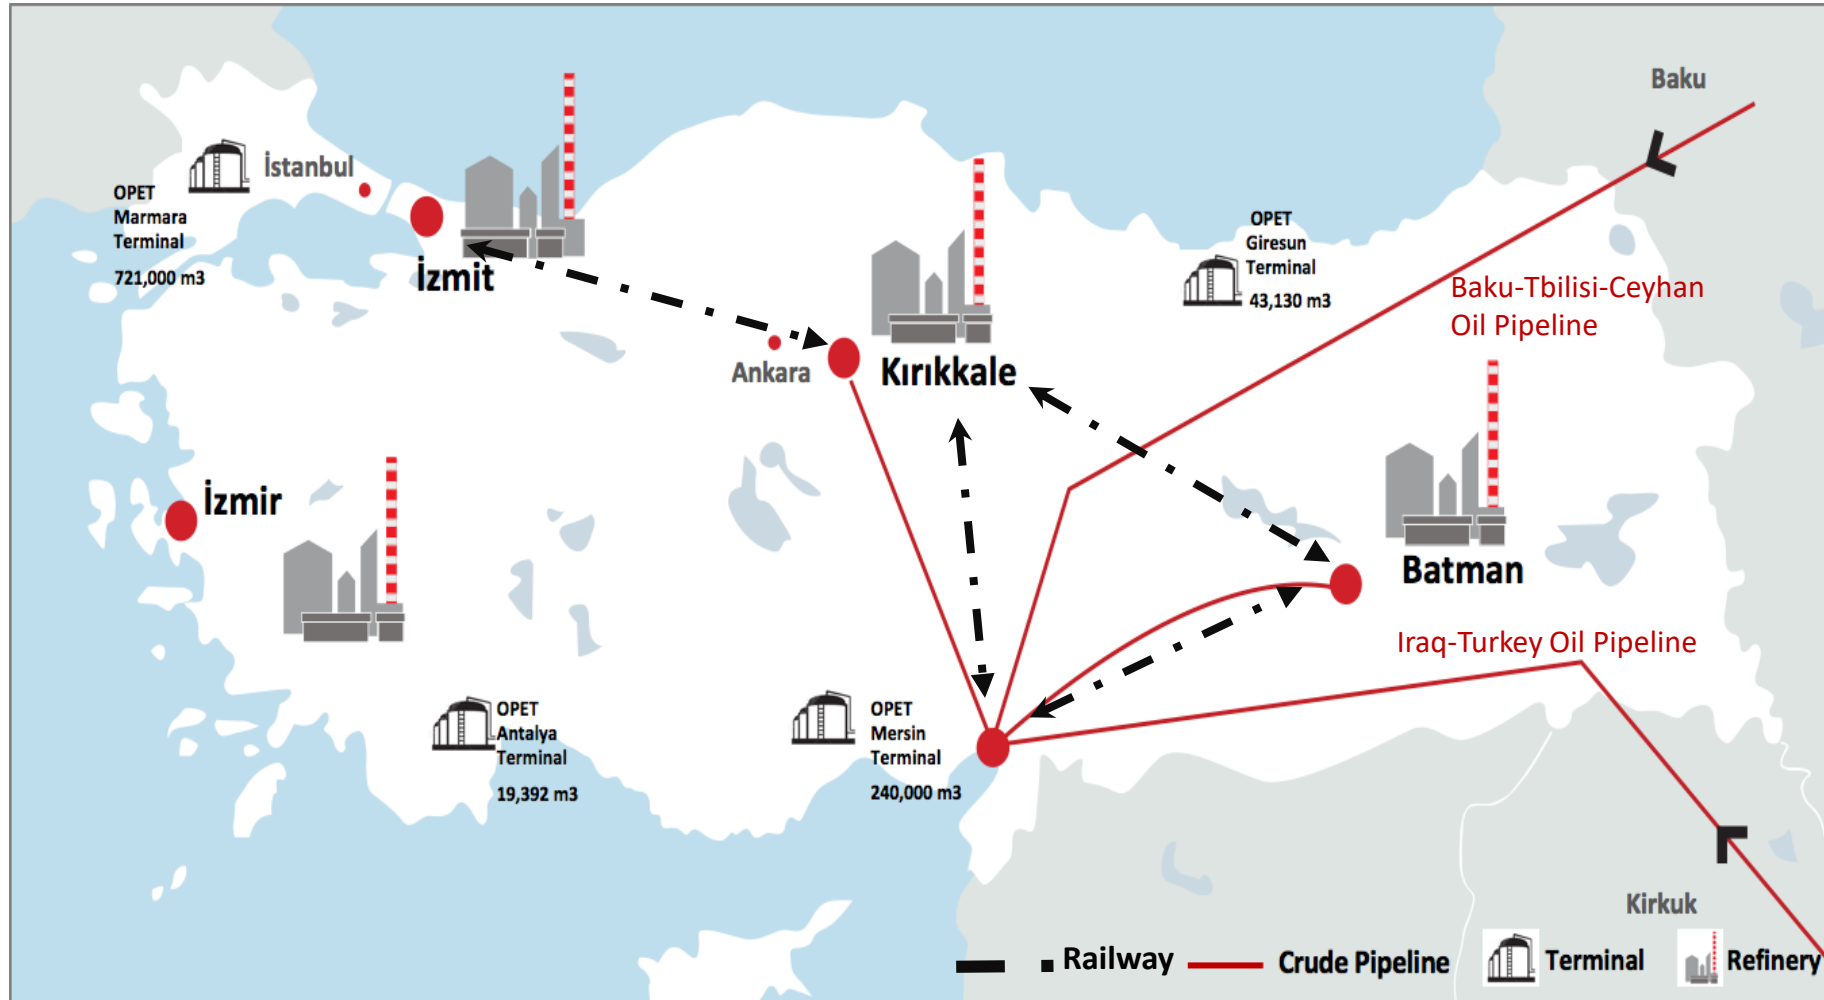 Baku
İstanbul
OPET
Marmara
Terminal
721,000 m3
İzmit
OPET
Giresun
Terminal
43,130 m3
Baku-Tbilisi-Ceyhan
Oil Pipeline
Ankara
Kırıkkale
İzmir
Batman
Iraq-Turkey Oil Pipeline
OPET
Antalya
Terminal
19,392 m3
OPET
Mersin
Terminal
240,000 m3
Kirkuk
Railway
Crude Pipeline
Terminal
Refinery